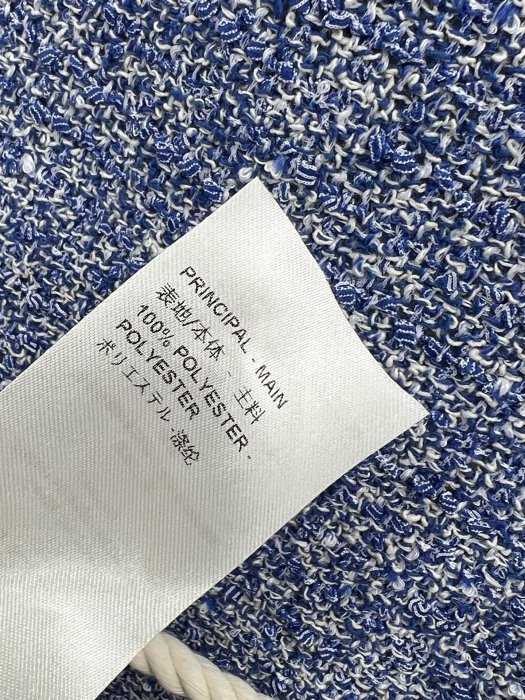 PRINCIPAL - MAIN
表地/本体 - 主料
100% POLYESTER -
POLYESTER
ポリエステル -涤纶